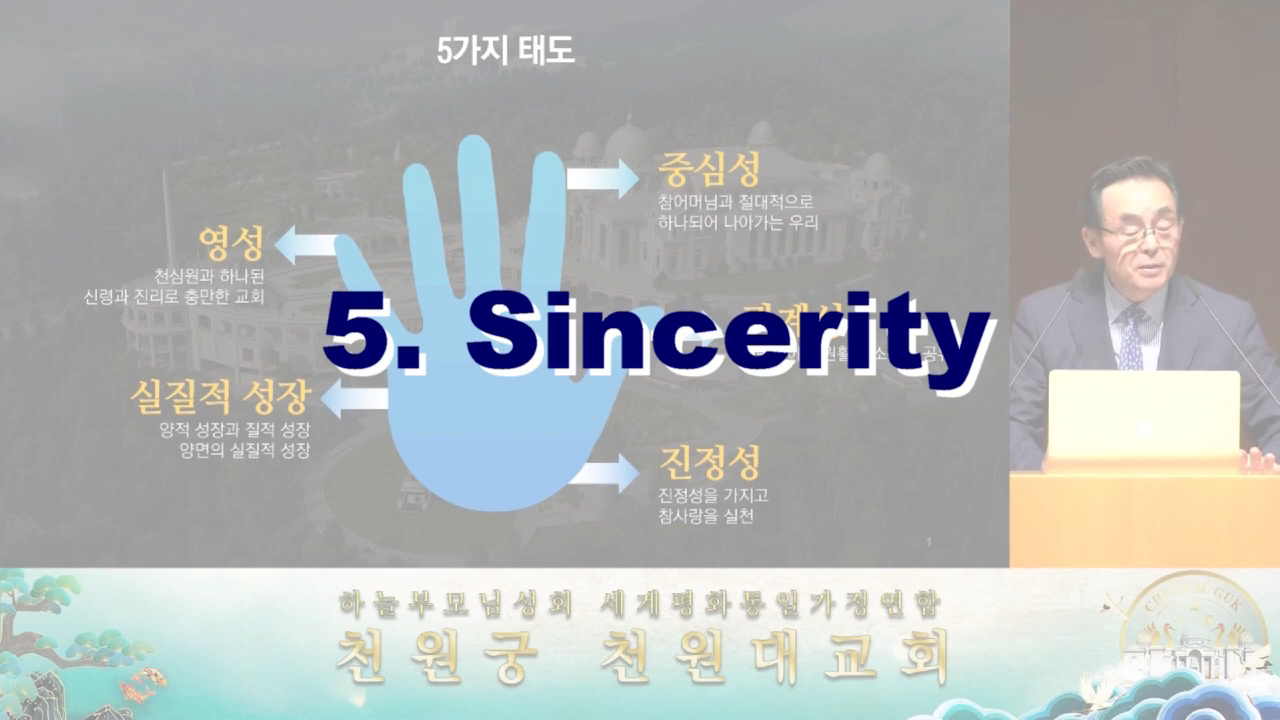 5가지 태도
중심성
참어머님과 절대적으로
하나되어 나아가는 우리
영성
천심원과 하나된
신령과 진리로 충만한 교회
5. Sincerity
실질적 성장
양적 성장과 질적 성장
양면의 실질적 성장
진정성
진정성을 가지고
참사랑을 실천
1
하늘부모님성회 세계평화통일가정연합
천원궁 천원대교회